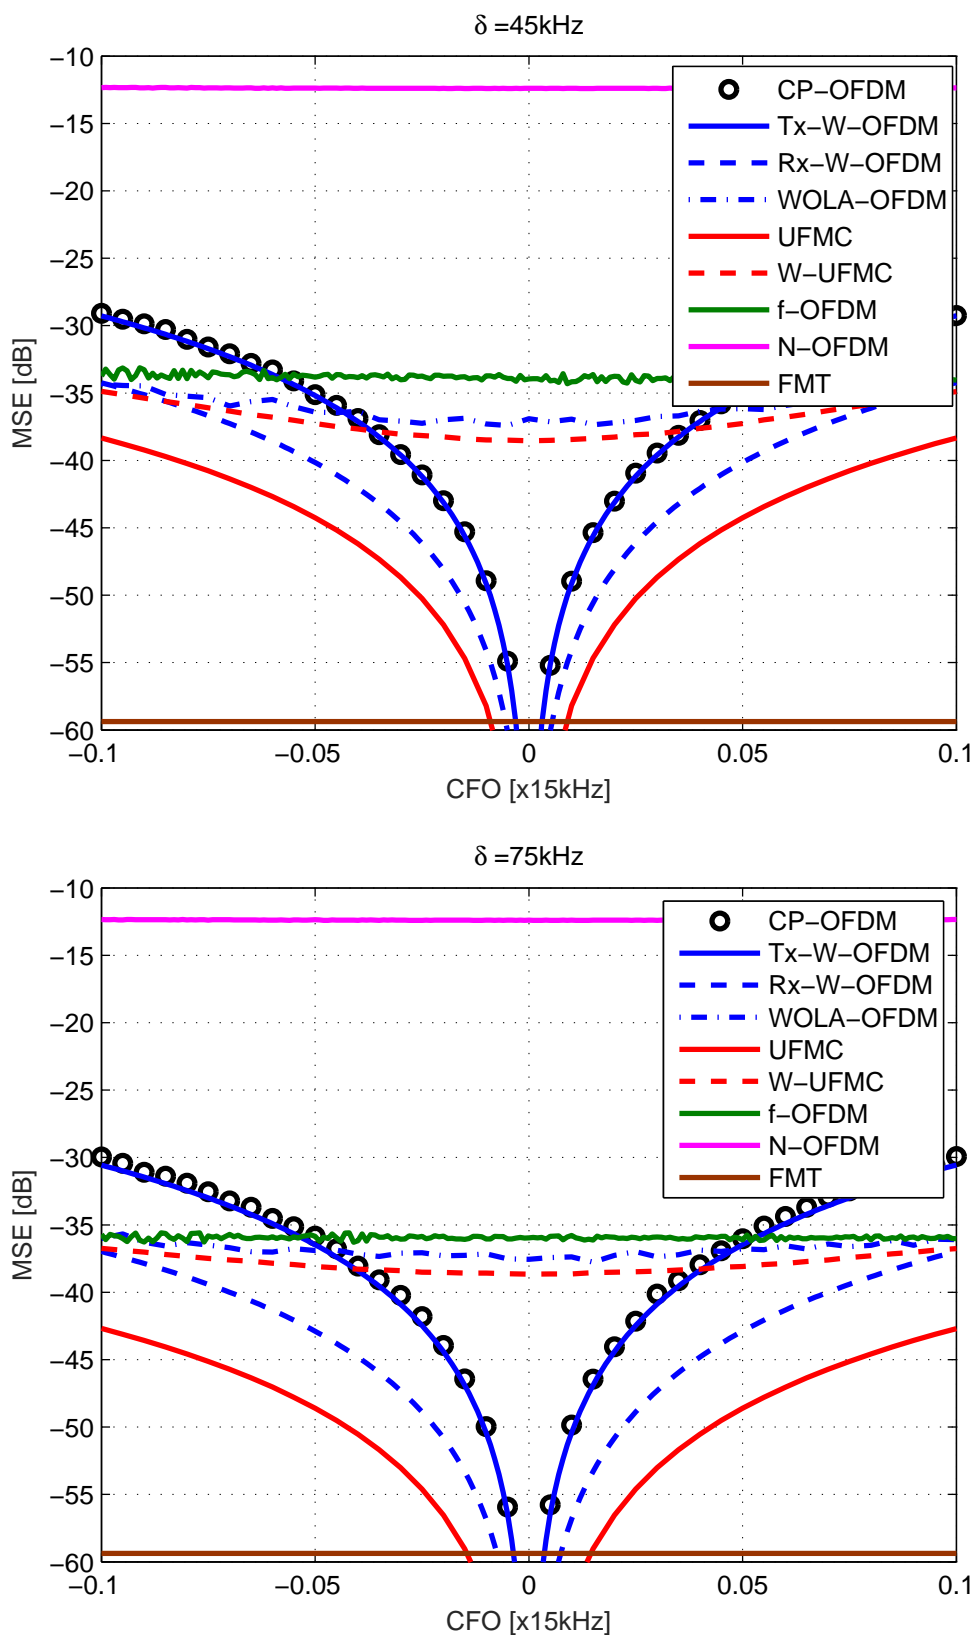 δ =45kHz
−10
−15
−20
−25
−30
−35
−40
−45
−50
−55
−60
MSE [dB]
CP−OFDM
Tx−W−OFDM
Rx−W−OFDM
WOLA−OFDM
UFMC
W−UFMC
f−OFDM
N−OFDM
FMT
−0.1
−0.05
0
0.05
0.1
CFO [x15kHz]
δ =75kHz
−10
−15
−20
−25
−30
−35
−40
−45
−50
−55
−60
MSE [dB]
CP−OFDM
Tx−W−OFDM
Rx−W−OFDM
WOLA−OFDM
UFMC
W−UFMC
f−OFDM
N−OFDM
FMT
−0.1
−0.05
0
0.05
0.1
CFO [x15kHz]